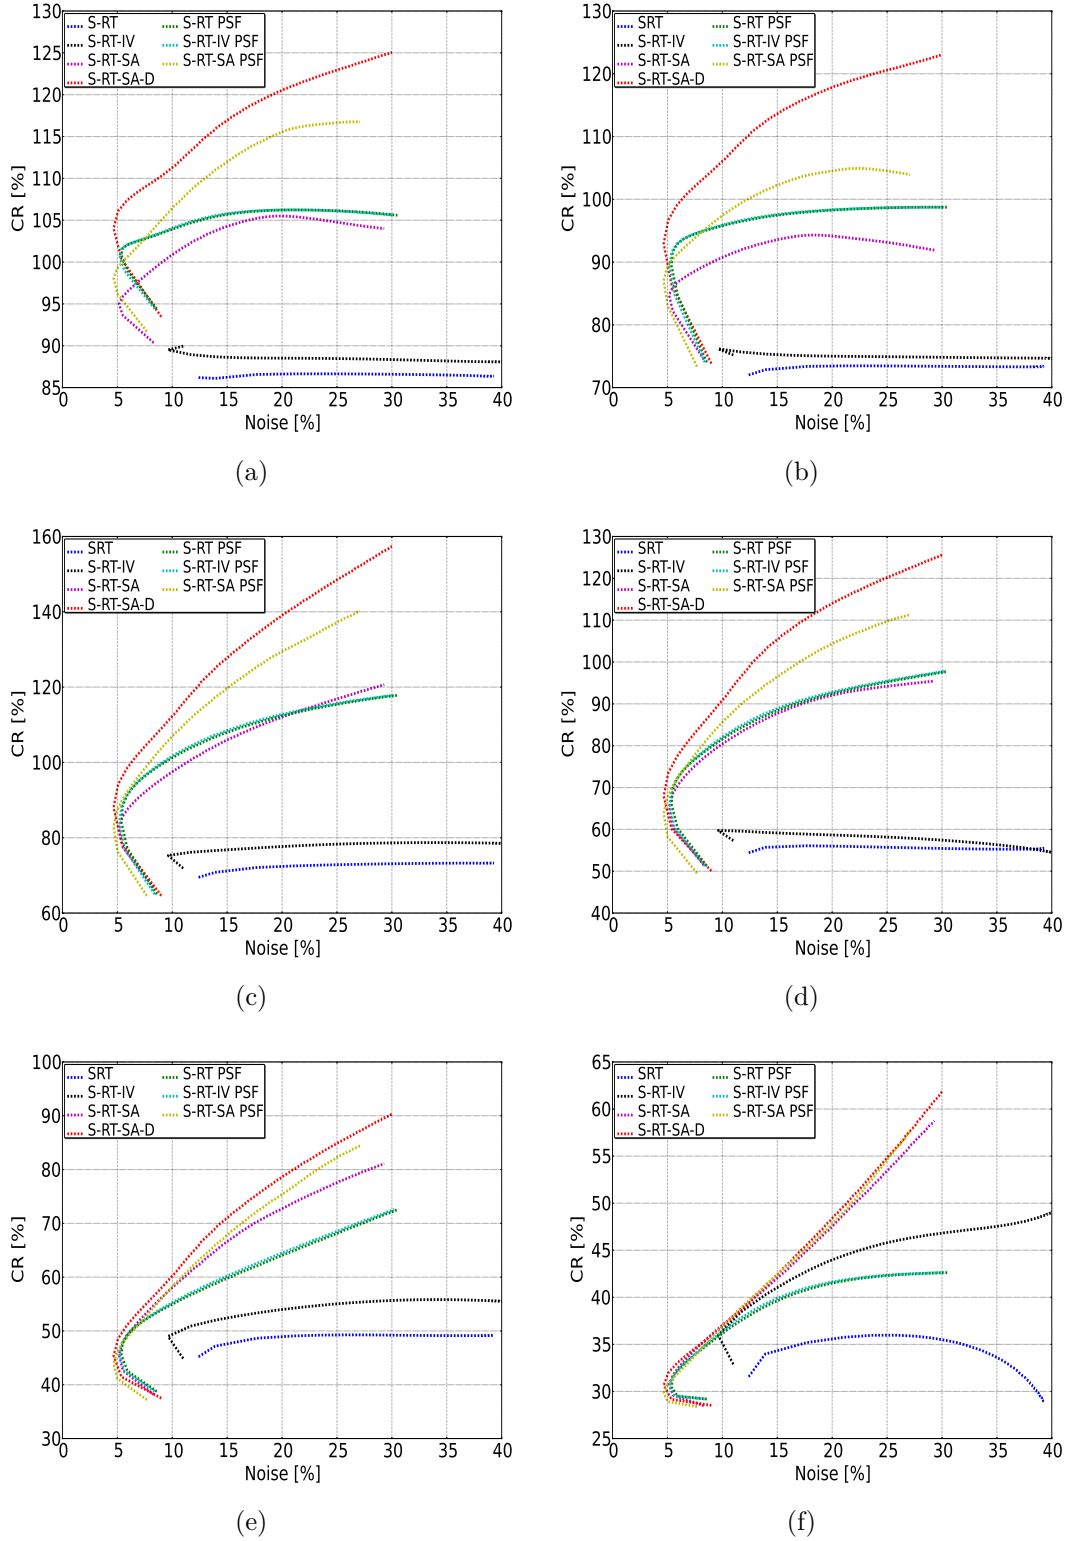 130
125
120
115
110
105
100
95
90
85
CR [%]
S-RT
S-RT-IV
S-RT-SA
S-RT-SA-D
S-RT PSF
S-RT-IV PSF
S-RT-SA PSF
0 5 10 15 20 25 30 35 40
Noise [%]
(a)
130
120
110
100
90
80
70
CR [%]
SRT
S-RT-IV
S-RT-SA
S-RT-SA-D
S-RT PSF
S-RT-IV PSF
S-RT-SA PSF
0 5 10 15 20 25 30 35 40
Noise [%]
(b)
160
140
120
100
80
60
CR [%]
SRT
S-RT-IV
S-RT-SA
S-RT-SA-D
S-RT PSF
S-RT-IV PSF
S-RT-SA PSF
0 5 10 15 20 25 30 35 40
Noise [%]
(c)
130
120
110
100
90
80
70
60
50
40
CR [%]
SRT
S-RT-IV
S-RT-SA
S-RT-SA-D
S-RT PSF
S-RT-IV PSF
S-RT-SA PSF
0 5 10 15 20 25 30 35 40
Noise [%]
(d)
100
90
80
70
60
50
40
30
CR [%]
SRT
S-RT-IV
S-RT-SA
S-RT-SA-D
S-RT PSF
S-RT-IV PSF
S-RT-SA PSF
0 5 10 15 20 25 30 35 40
Noise [%]
(e)
65
60
55
50
45
40
35
30
25
CR [%]
SRT
S-RT-IV
S-RT-SA
S-RT-SA-D
S-RT PSF
S-RT-IV PSF
S-RT-SA PSF
0 5 10 15 20 25 30 35 40
Noise [%]
(f)